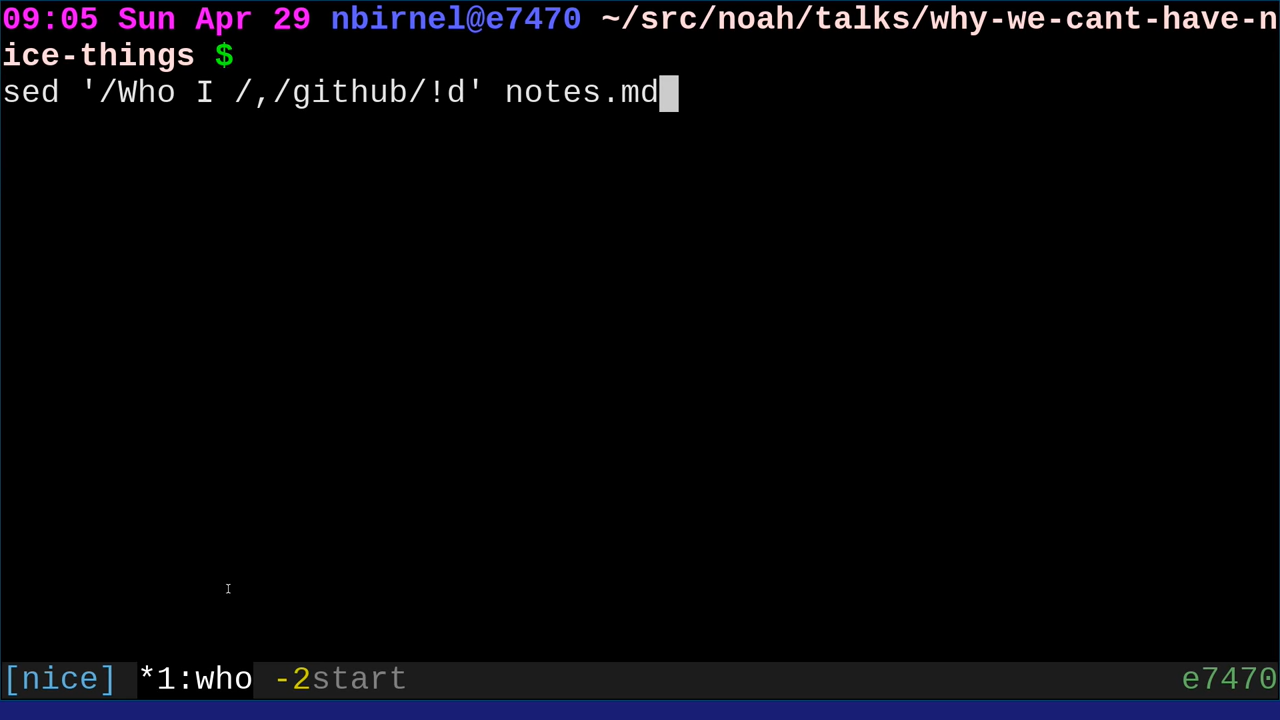 09:05 Sun Apr 29 nbirnel@e7470 ~/src/noah/talks/why-we-cant-have-n
ice-things $
sed '/Who I /,/github/!d' notes.md
[nice] *1:who -2start e7470